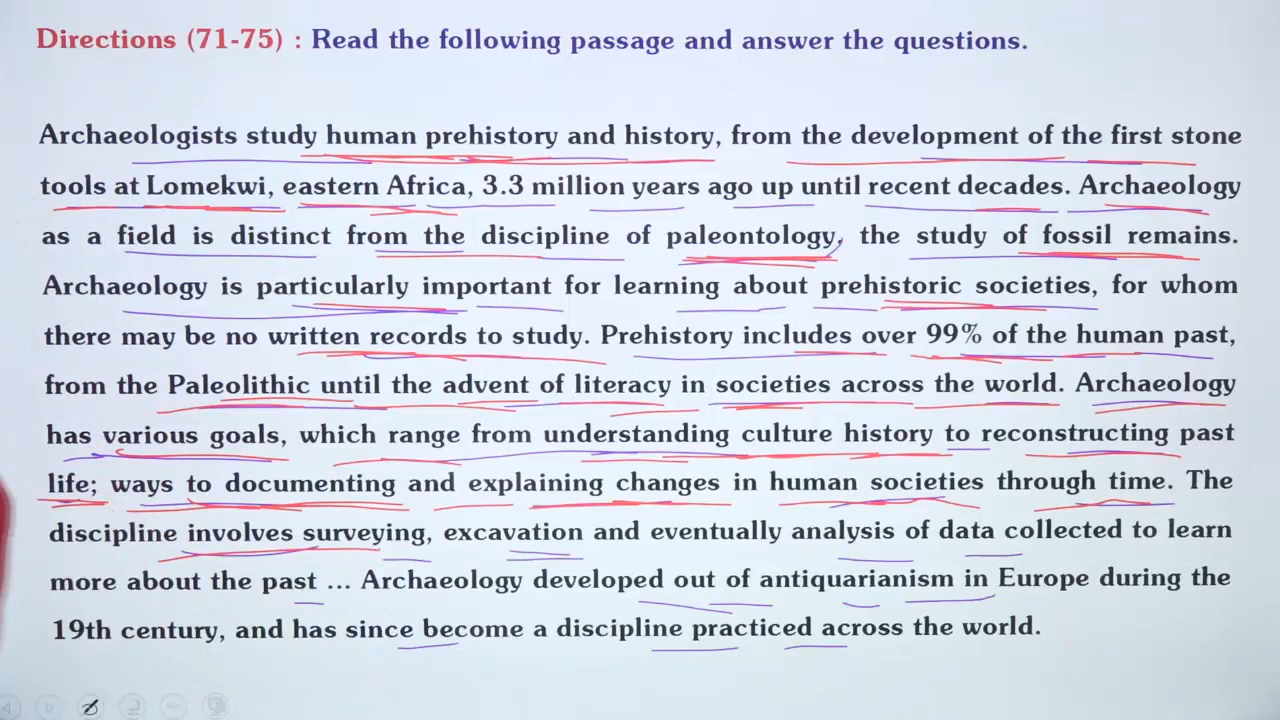 Directions (71-75) : Read the following passage and answer the questions.
Archaeologists study human prehistory and history, from the development of the first stone
tools at Lomekwi, eastern Africa, 3.3 million years ago up until recent decades. Archaeology
as a field is distinct from the discipline of paleontology, the study of fossil remains.
Archaeology is particularly important for learning about prehistoric societies, for whom
there may be no written records to study. Prehistory includes over 99% of the human past,
from the Paleolithic until the advent of literacy in societies across the world. Archaeology
has various goals, which range from understanding culture history to reconstructing past
life; ways to documenting and explaining changes in human societies through time. The
discipline involves surveying, excavation and eventually analysis of data collected to learn
more about the past ... Archaeology developed out of antiquarianism in Europe during the
19th century, and has since become a discipline practiced across the world.